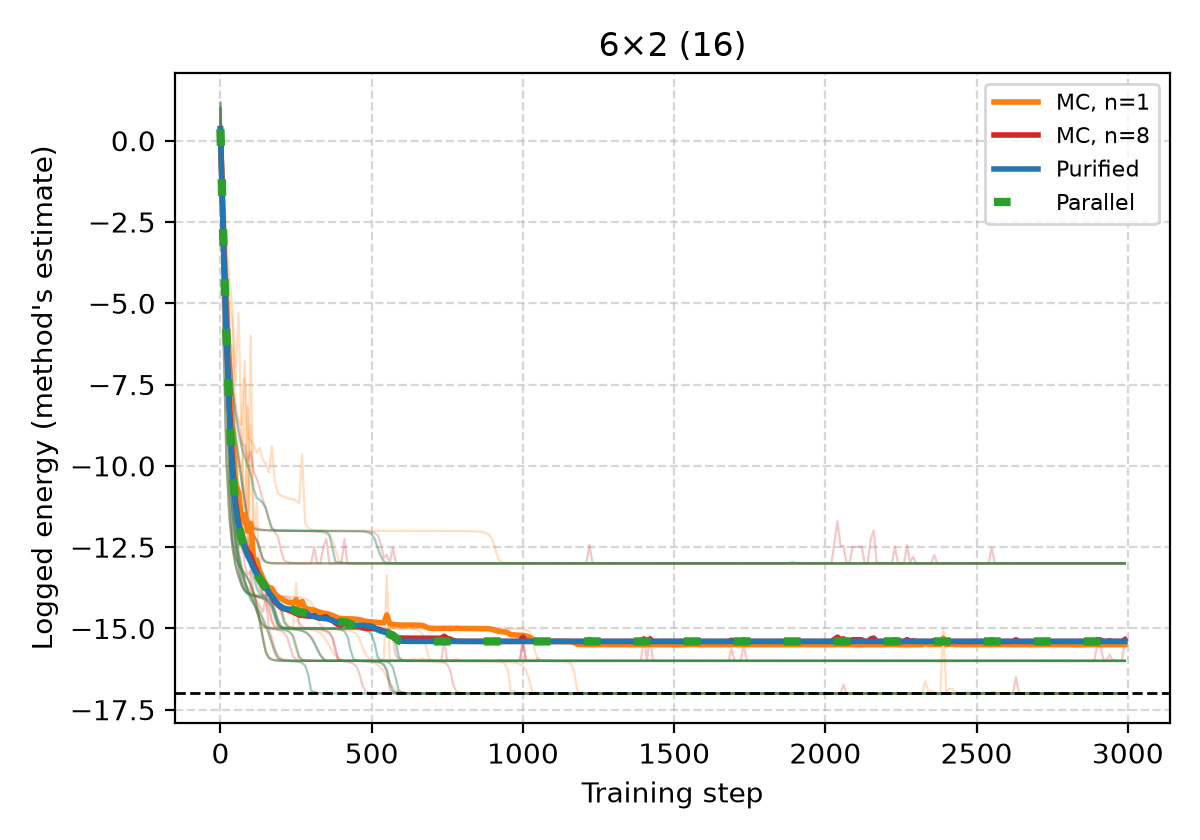 6×2 (16)
MC, n=1
MC, n=8
Purified
Parallel
Logged energy (method's estimate)
0.0
−2.5
−5.0
−7.5
−10.0
−12.5
−15.0
−17.5
0 500 1000 1500 2000 2500 3000
Training step